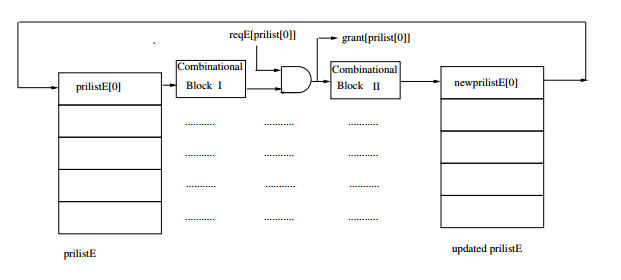 reqE[prilist[0]]
grant[prilist[0]]
Combinational
Block I
Combinational
Block II
prilistE[0]
newprilistE[0]
...........
...........
...........
...........
...........
...........
...........
...........
...........
...........
...........
...........
prilistE
updated prilistE